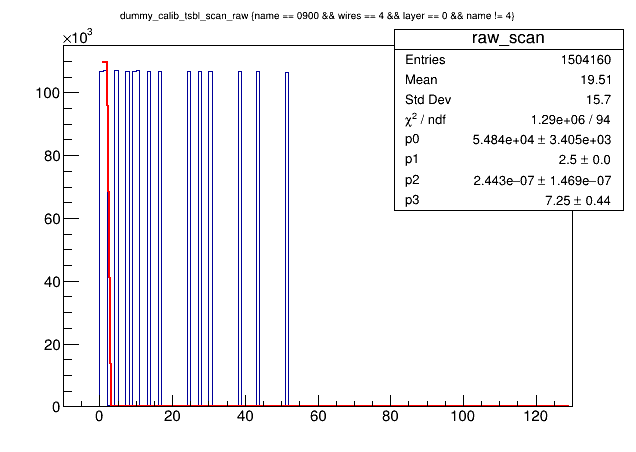 dummy_calib_tsbl_scan_raw {name == 0900 && wires == 4 && layer == 0 && name != 4}
×10³
raw_scan
Entries 1504160
Mean 19.51
Std Dev 15.7
χ² / ndf 1.29e+06 / 94
p0 5.484e+04 ± 3.405e+03
p1 2.5 ± 0.0
p2 2.443e−07 ± 1.469e−07
p3 7.25 ± 0.44
100
80
60
40
20
0
0 20 40 60 80 100 120